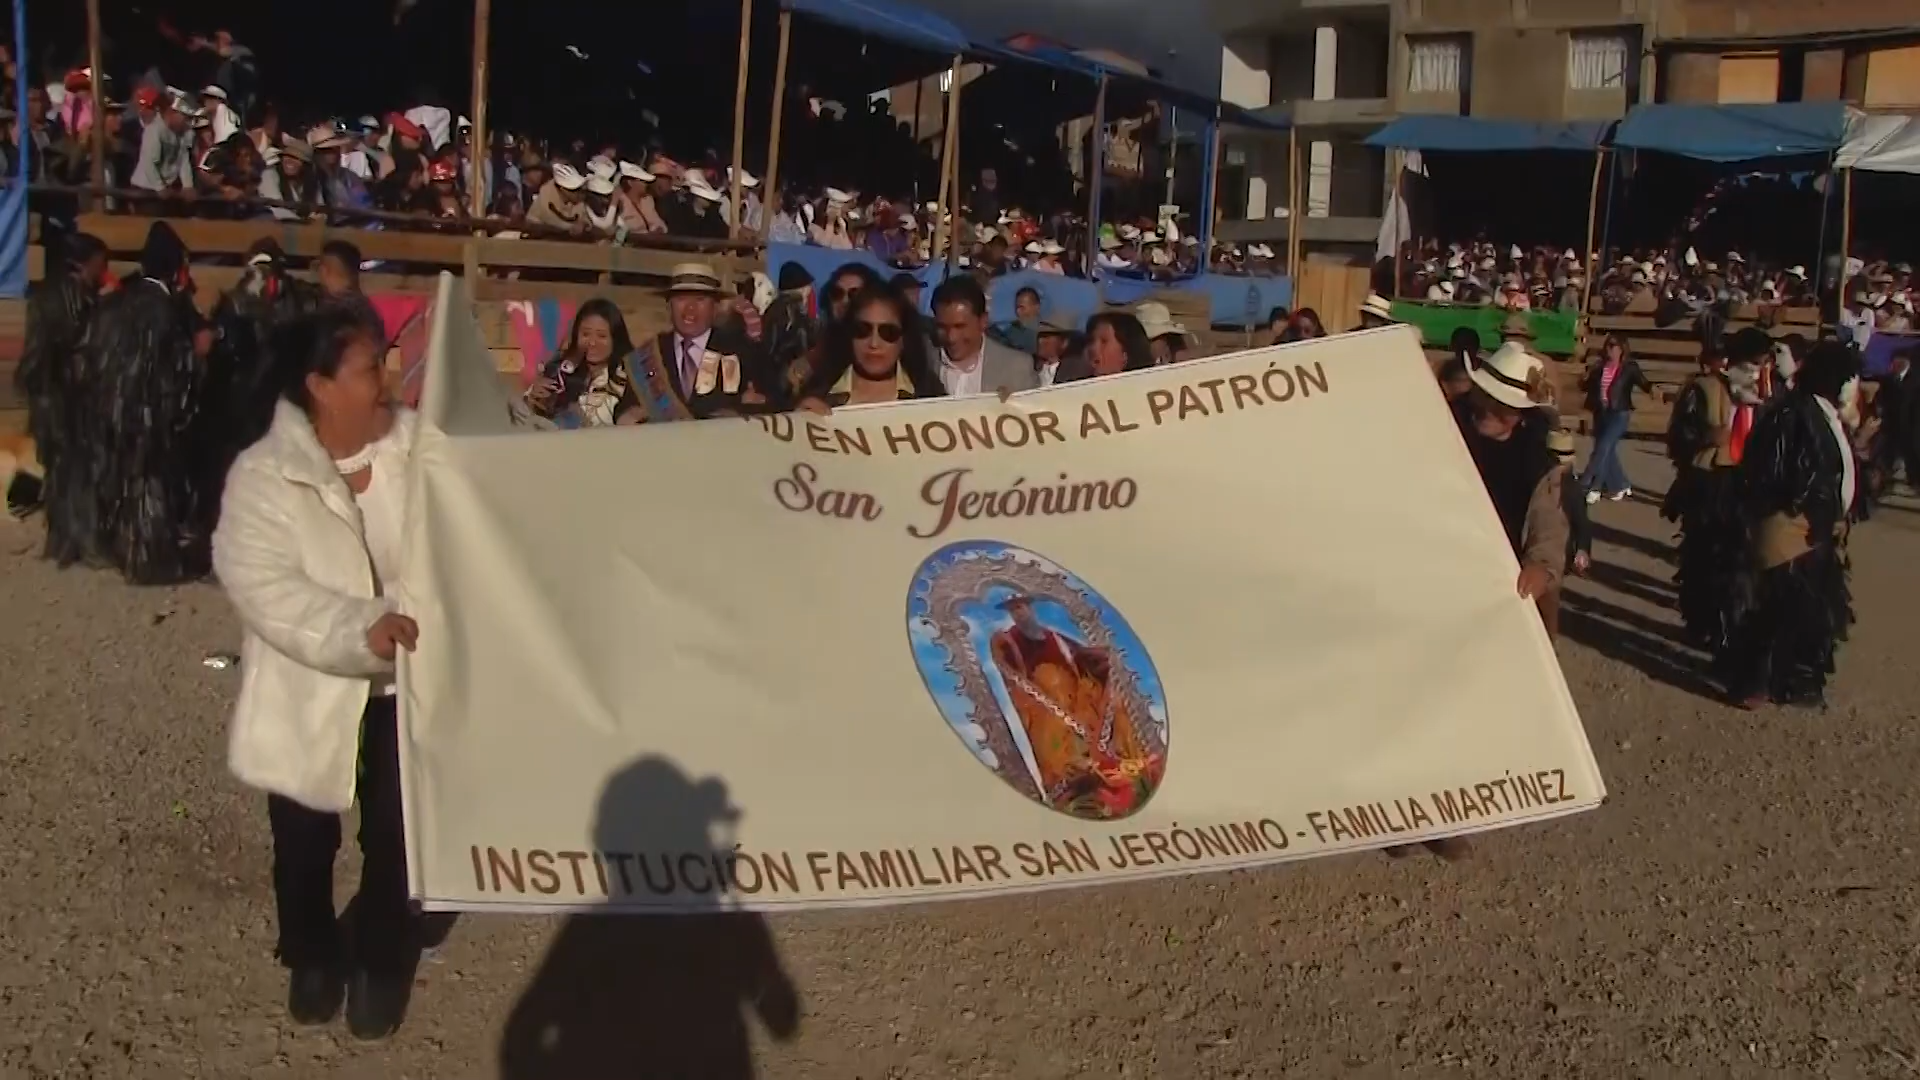 EN HONOR AL PATRÓN
San Jerónimo
INSTITUCIÓN FAMILIAR SAN JERÓNIMO - FAMILIA MARTÍNEZ